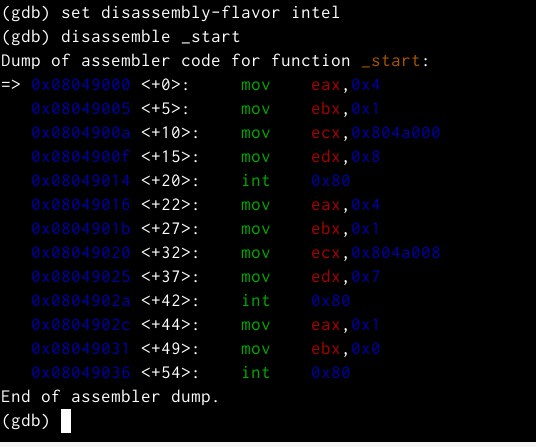 (gdb) set disassembly-flavor intel
(gdb) disassemble _start
Dump of assembler code for function _start:
=> 0x08049000 <+0>:     mov    eax,0x4
   0x08049005 <+5>:     mov    ebx,0x1
   0x0804900a <+10>:    mov    ecx,0x804a000
   0x0804900f <+15>:    mov    edx,0x8
   0x08049014 <+20>:    int    0x80
   0x08049016 <+22>:    mov    eax,0x4
   0x0804901b <+27>:    mov    ebx,0x1
   0x08049020 <+32>:    mov    ecx,0x804a008
   0x08049025 <+37>:    mov    edx,0x7
   0x0804902a <+42>:    int    0x80
   0x0804902c <+44>:    mov    eax,0x1
   0x08049031 <+49>:    mov    ebx,0x0
   0x08049036 <+54>:    int    0x80
End of assembler dump.
(gdb)